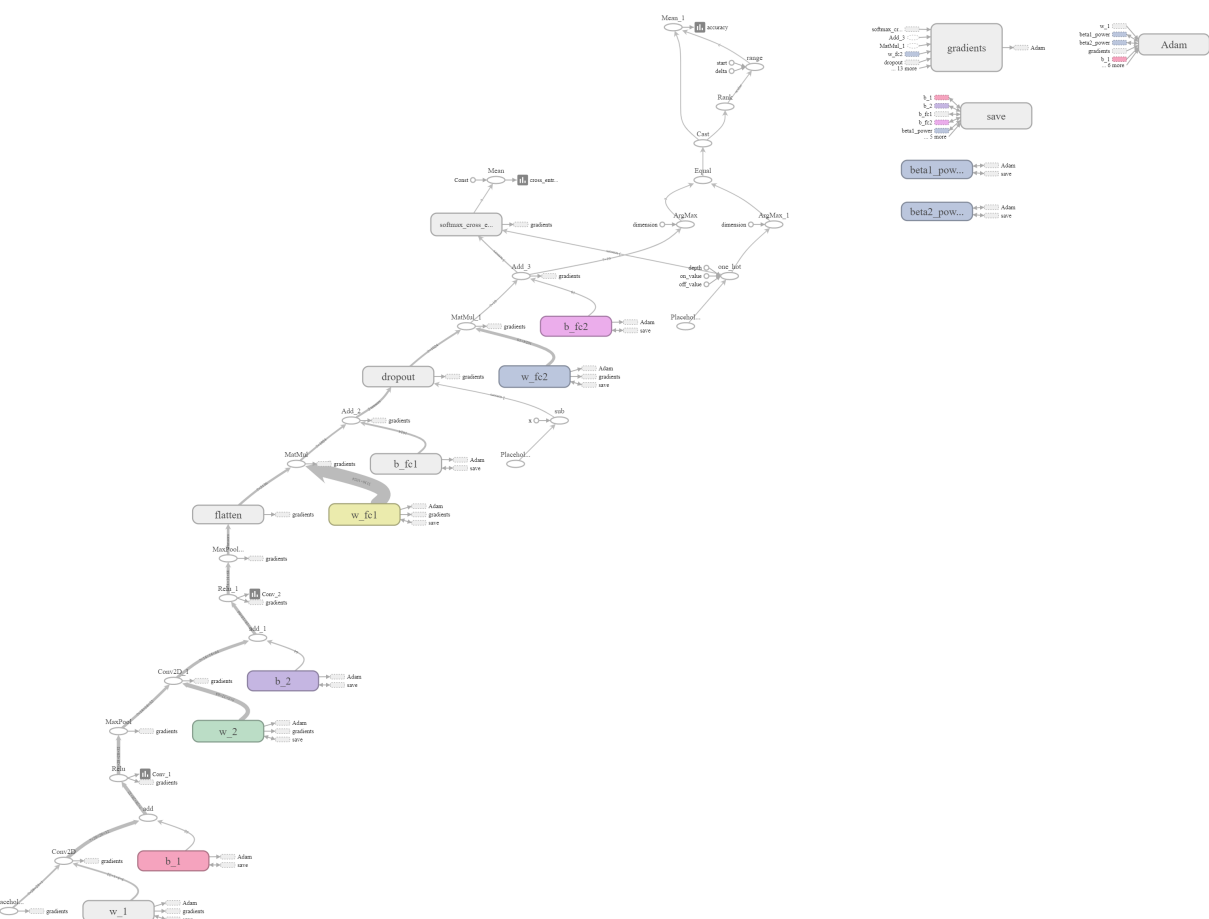 Mean_1
accuracy
range
start
delta
Rank
Cast
Mean
Const
cross_entr...
Equal
softmax_cross_e...
gradients
ArgMax
dimension
ArgMax_1
dimension
Add_3
gradients
depth
on_value
off_value
one_hot
MatMul_1
gradients
b_fc2
Adam
save
Placehol...
dropout
gradients
w_fc2
Adam
gradients
save
Add_2
gradients
sub
x
MatMul
gradients
b_fc1
Adam
save
Placehol...
flatten
gradients
w_fc1
Adam
gradients
save
MaxPool...
gradients
Relu_1
Conv_2
gradients
add_1
Conv2D_1
gradients
b_2
Adam
save
MaxPool
gradients
w_2
Adam
gradients
save
Relu
Conv_1
gradients
add
Conv2D
gradients
b_1
Adam
save
acehol...
gradients
w_1
Adam
gradients
softmax_cr...
Add_3
MatMul_1
w_fc2
dropout
... 13 more
gradients
Adam
w_1
beta1_power
beta2_power
gradients
b_1
... 6 more
Adam
b_1
b_2
b_fc1
b_fc2
beta1_power
... 5 more
save
beta1_pow...
Adam
save
beta2_pow...
Adam
save